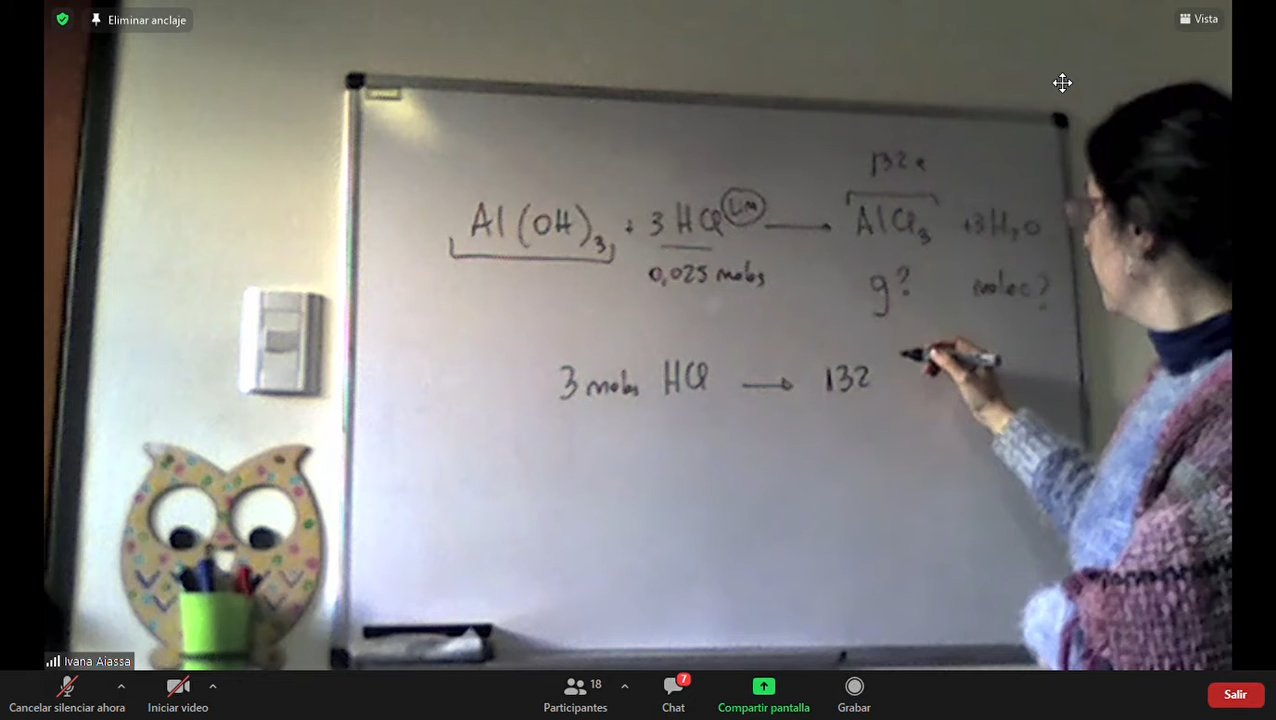 Eliminar anclaje
Vista
132 g
Al(OH)₃ + 3 HCl Lim → AlCl₃ + 3 H₂O
0,025 moles g? molec?
3 moles HCl → 132
Ivana Aiassa
18
7
Cancelar silenciar ahora
Iniciar video
Participantes
Chat
Compartir pantalla
Grabar
Salir